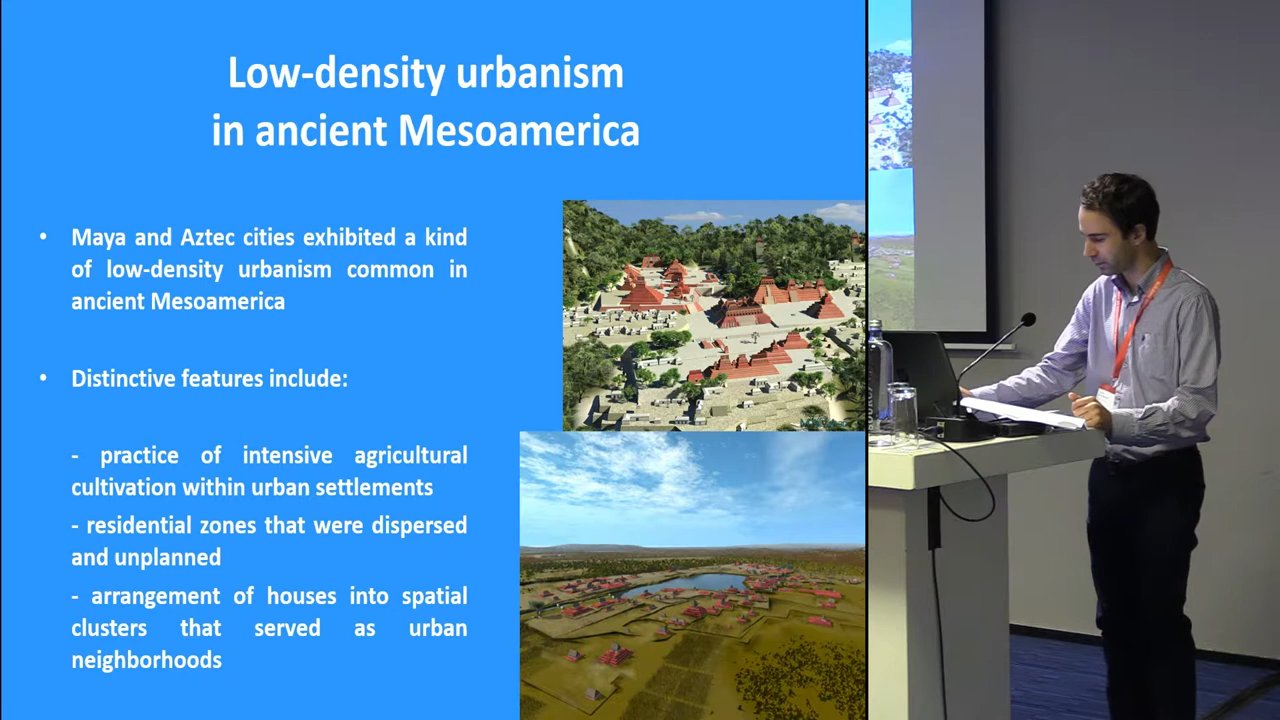 Low-density urbanism
in ancient Mesoamerica
• Maya and Aztec cities exhibited a kind
of low-density urbanism common in
ancient Mesoamerica
• Distinctive features include:
- practice of intensive agricultural
cultivation within urban settlements
- residential zones that were dispersed
and unplanned
- arrangement of houses into spatial
clusters that served as urban
neighborhoods